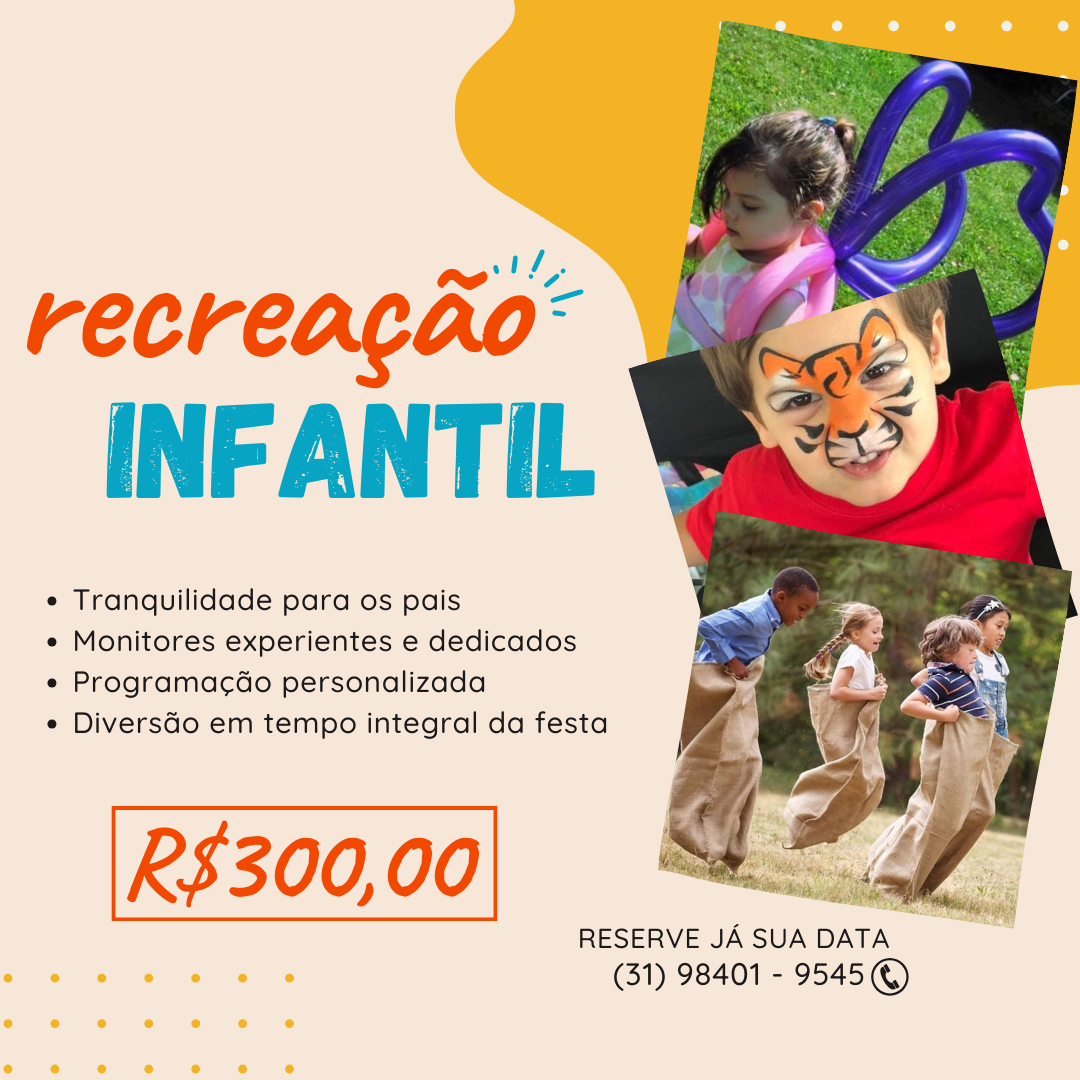 recreação
INFANTIL
• Tranquilidade para os pais
• Monitores experientes e dedicados
• Programação personalizada
• Diversão em tempo integral da festa
R$300,00
RESERVE JÁ SUA DATA
(31) 98401 - 9545